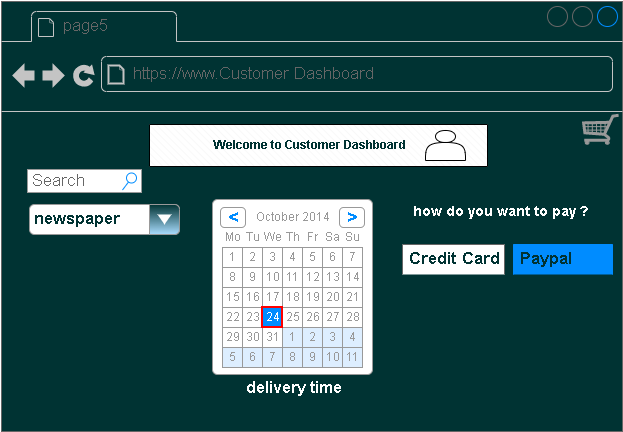 page5
https://www.Customer Dashboard
Welcome to Customer Dashboard
Search
newspaper
< October 2014 >
Mo Tu We Th Fr Sa Su
1 2 3 4 5 6 7
8 9 10 11 12 13 14
15 16 17 18 19 20 21
22 23 24 25 26 27 28
29 30 31 1 2 3 4
5 6 7 8 9 10 11
delivery time
how do you want to pay ?
Credit Card Paypal